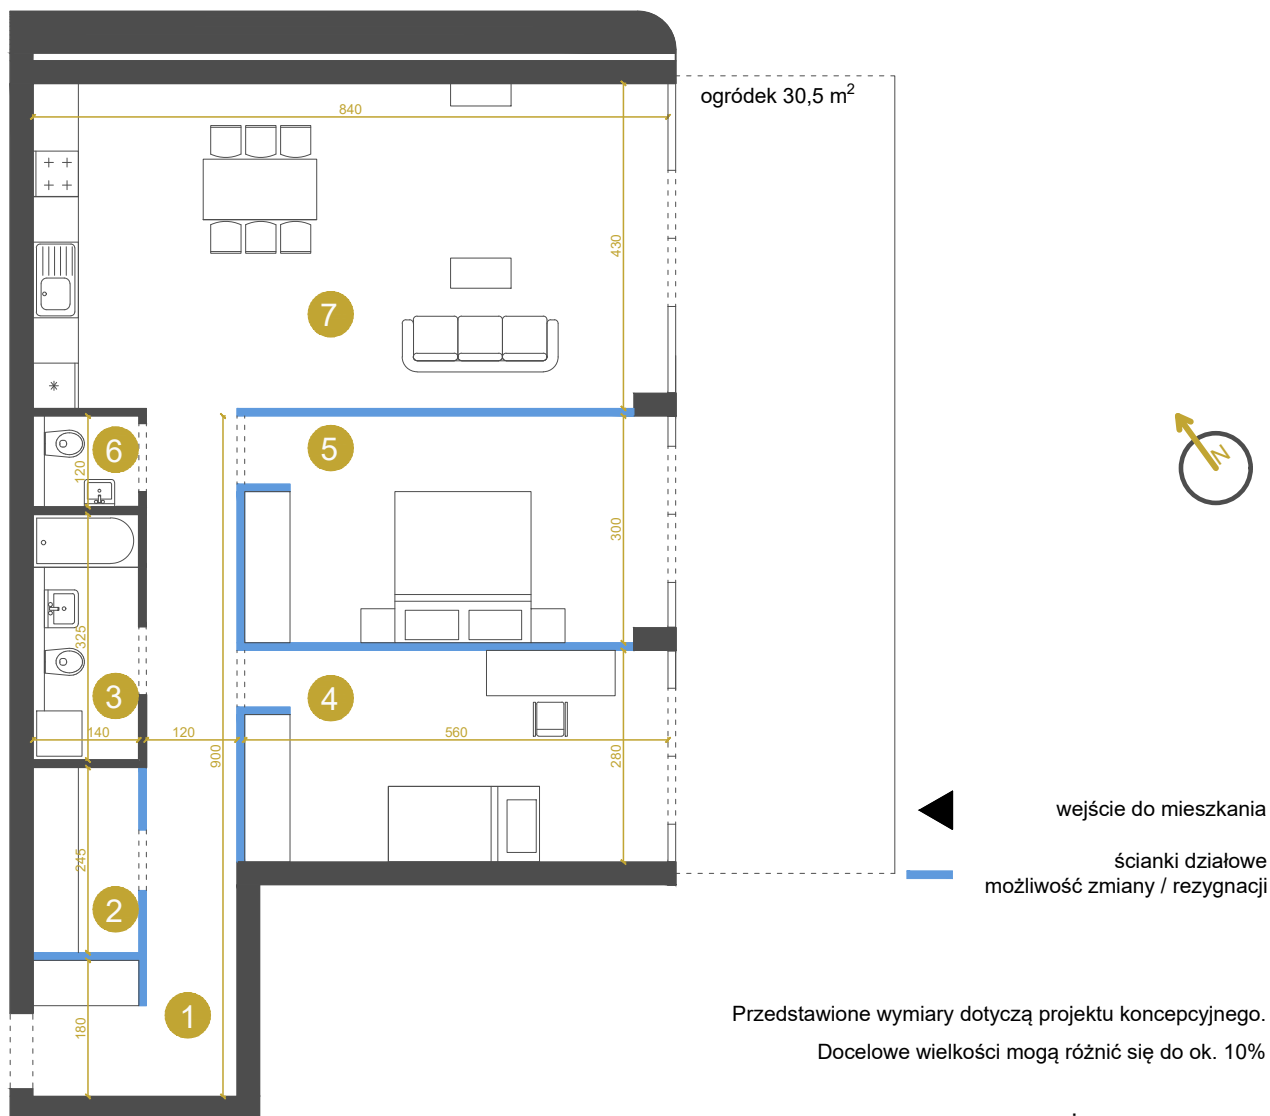 ogródek 30,5 m²
840
430
7
6
5
120
300
325
3
4
140
120
560
900
280
N
wejście do mieszkania
ścianki działowe
możliwość zmiany / rezygnacji
245
2
1
180
Przedstawione wymiary dotyczą projektu koncepcyjnego.
Docelowe wielkości mogą różnić się do ok. 10%